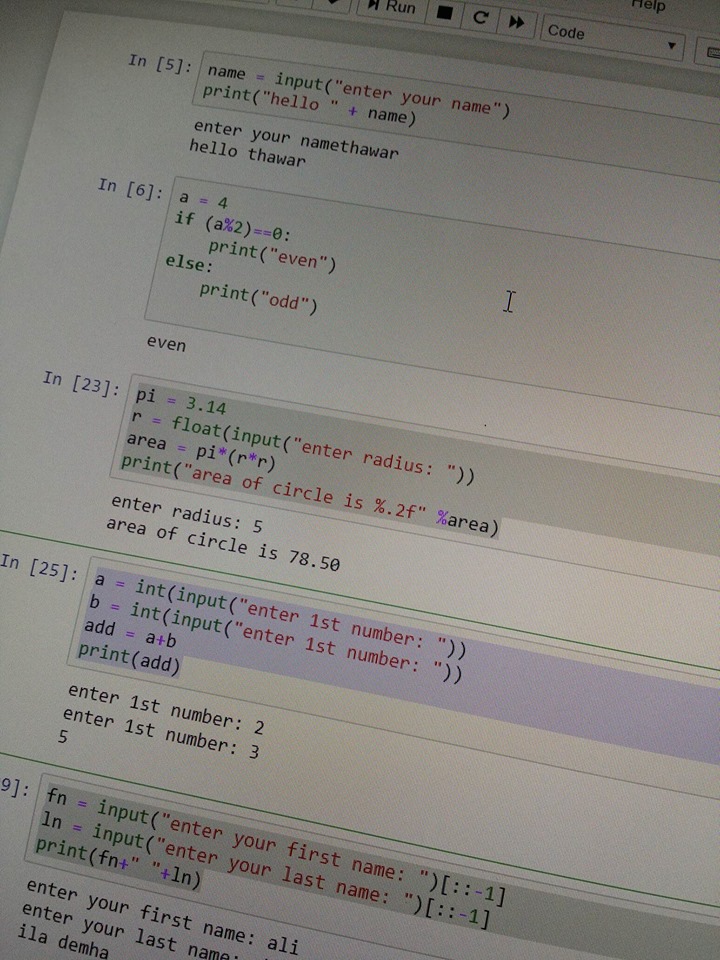 Help
Run
Code
In [5]:
name = input("enter your name")
print("hello " + name)
enter your namethawar
hello thawar
In [6]:
a = 4
if (a%2)==0:
    print("even")
else:
    print("odd")
even
In [23]:
pi = 3.14
r = float(input("enter radius: "))
area = pi*(r*r)
print("area of circle is %.2f" %area)
enter radius: 5
area of circle is 78.50
In [25]:
a = int(input("enter 1st number: "))
b = int(input("enter 1st number: "))
add = a+b
print(add)
enter 1st number: 2
enter 1st number: 3
5
9]:
fn = input("enter your first name: ")[::-1]
ln = input("enter your last name: ")[::-1]
print(fn+" "+ln)
enter your first name: ali
enter your last name:
ila demha